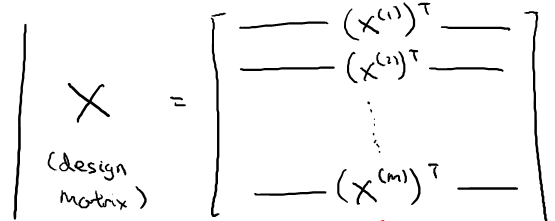 X = [ (x^(1))^T
(x^(2))^T
⋮
(x^(m))^T ]
(design
matrix)